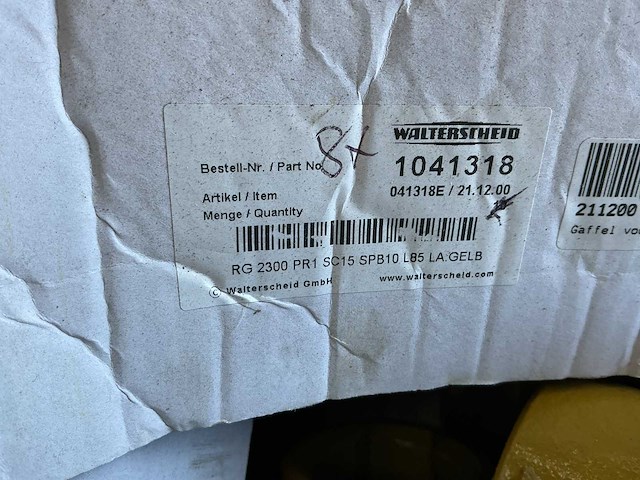 WALTERSCHEID
8x
Bestell-Nr. / Part No 1041318
Artikel / Item 041318E / 21.12.00
Menge / Quantity
RG 2300 PR1 SC15 SPB10 L85 LA:GELB
© Walterscheid GmbH www.walterscheid.com
211200
Gaffel vo